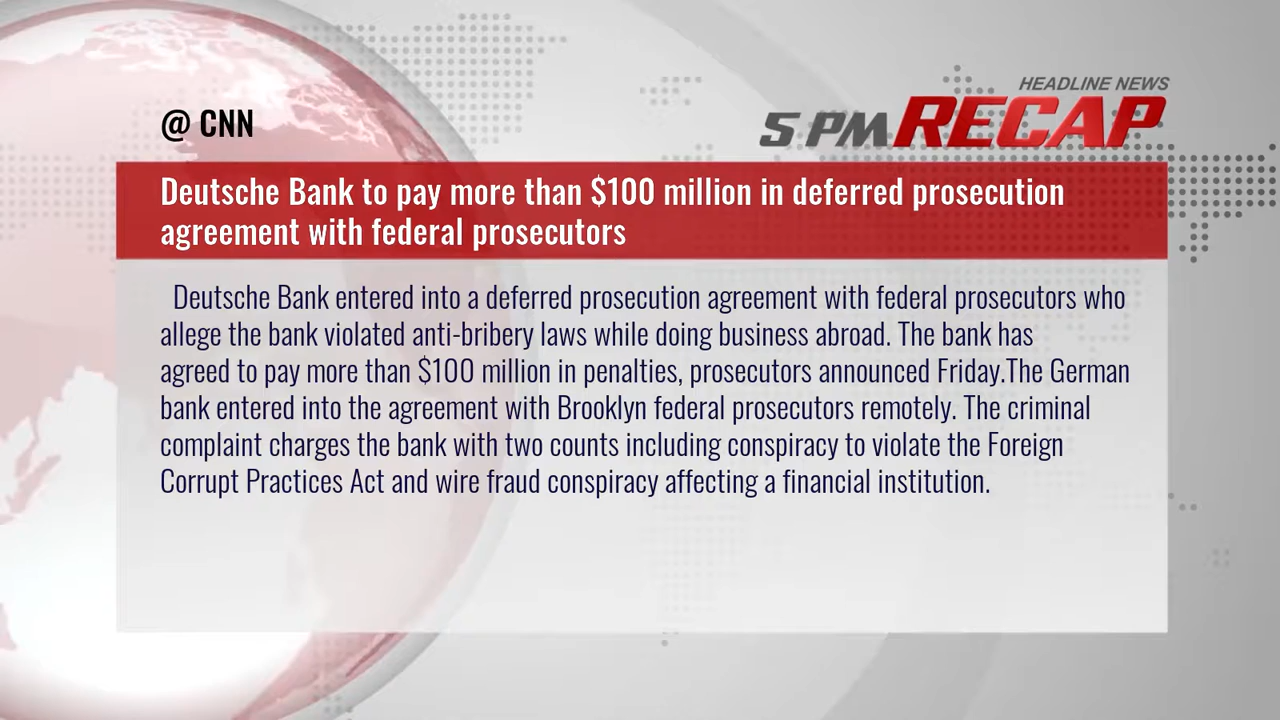 @ CNN
HEADLINE NEWS
5 PM RECAP
Deutsche Bank to pay more than $100 million in deferred prosecution
agreement with federal prosecutors
Deutsche Bank entered into a deferred prosecution agreement with federal prosecutors who
allege the bank violated anti-bribery laws while doing business abroad. The bank has
agreed to pay more than $100 million in penalties, prosecutors announced Friday.The German
bank entered into the agreement with Brooklyn federal prosecutors remotely. The criminal
complaint charges the bank with two counts including conspiracy to violate the Foreign
Corrupt Practices Act and wire fraud conspiracy affecting a financial institution.